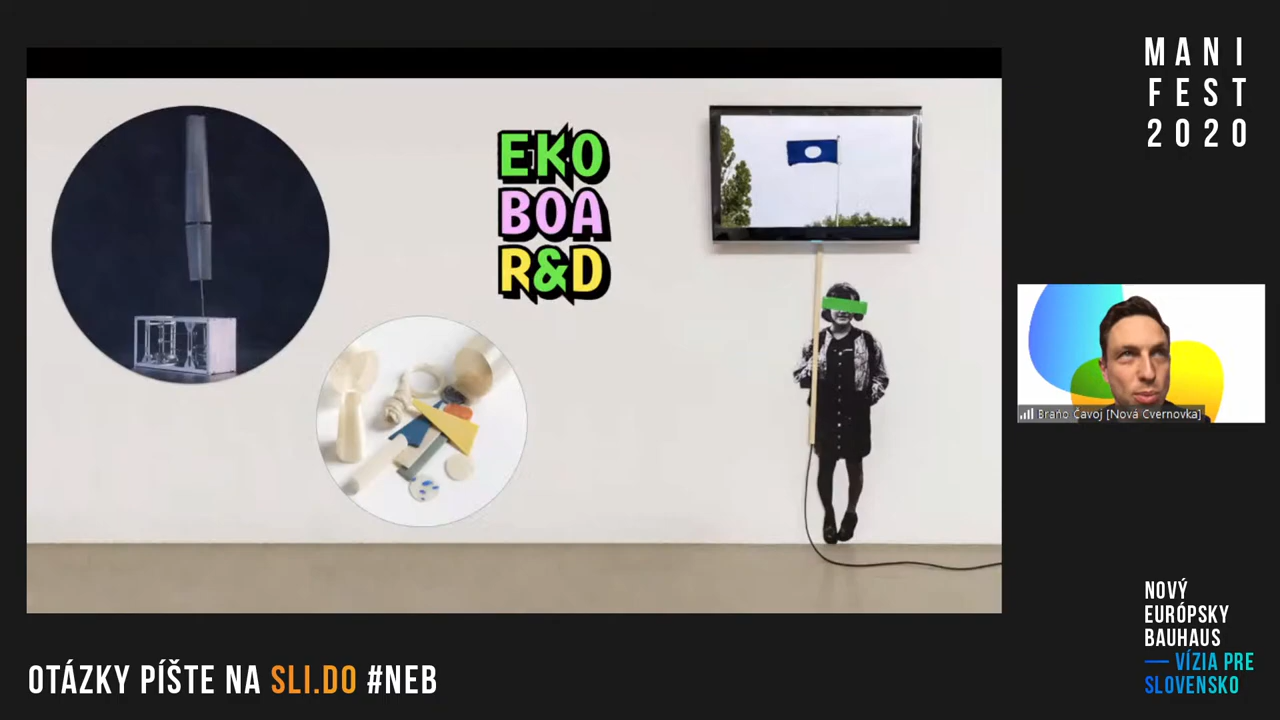 MANI
FEST
2020
EKO
BOA
R&D
Braňo Čavoj [Nová Cvernovka]
NOVÝ
EURÓPSKY
BAUHAUS
— VÍZIA PRE
SLOVENSKO
OTÁZKY PÍŠTE NA SLI.DO #NEB